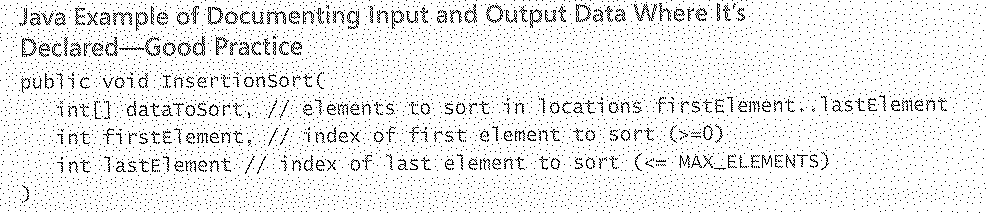 Java Example of Documenting Input and Output Data Where It's
Declared—Good Practice
public void InsertionSort(
int[] dataToSort, // elements to sort in locations firstElement..lastElement
int firstElement, // index of first element to sort (>=0)
int lastElement // index of last element to sort (<= MAX_ELEMENTS)
)